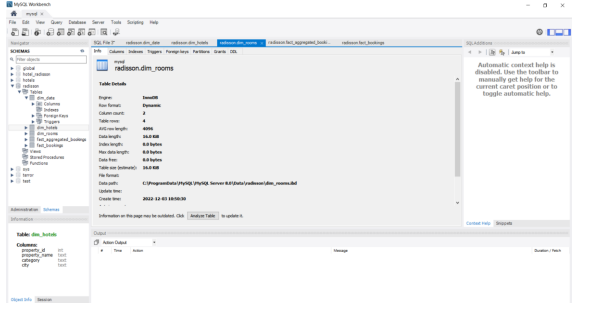 MySQL Workbench
mysql ×
File Edit View Query Database Server Tools Scripting Help
Navigator
SCHEMAS
Filter objects
global
hotel_radisson
hotels
radisson
Tables
dim_date
Columns
Indexes
Foreign Keys
Triggers
dim_hotels
dim_rooms
fact_aggregated_bookings
fact_bookings
Views
Stored Procedures
Functions
terror
test
Administration Schemas
Information
Table: dim_hotels
Columns:
property_id int
property_name text
category text
city text
Object Info Session
SQL File 3* radisson.dim_date radisson.dim_hotels radisson.dim_rooms × radisson.fact_aggregated_booki... radisson.fact_bookings
Info Columns Indexes Triggers Foreign keys Partitions Grants DDL
mysql
radisson.dim_rooms
Table Details
Engine: InnoDB
Row format: Dynamic
Column count: 2
Table rows: 4
AVG row length: 4096
Data length: 16.0 KiB
Index length: 0.0 bytes
Max data length: 0.0 bytes
Data free: 0.0 bytes
Table size (estimate): 16.0 KiB
File format:
Data path: C:\ProgramData\MySQL\MySQL Server 8.0\Data\radisson\dim_rooms.ibd
Update time:
Create time: 2022-12-03 18:50:38
Information on this page may be outdated. Click Analyze Table to update it.
Output
Action Output
# Time Action Message Duration / Fetch
SQLAdditions
Jump to
Automatic context help is
disabled. Use the toolbar to
manually get help for the
current caret position or to
toggle automatic help.
Context Help Snippets